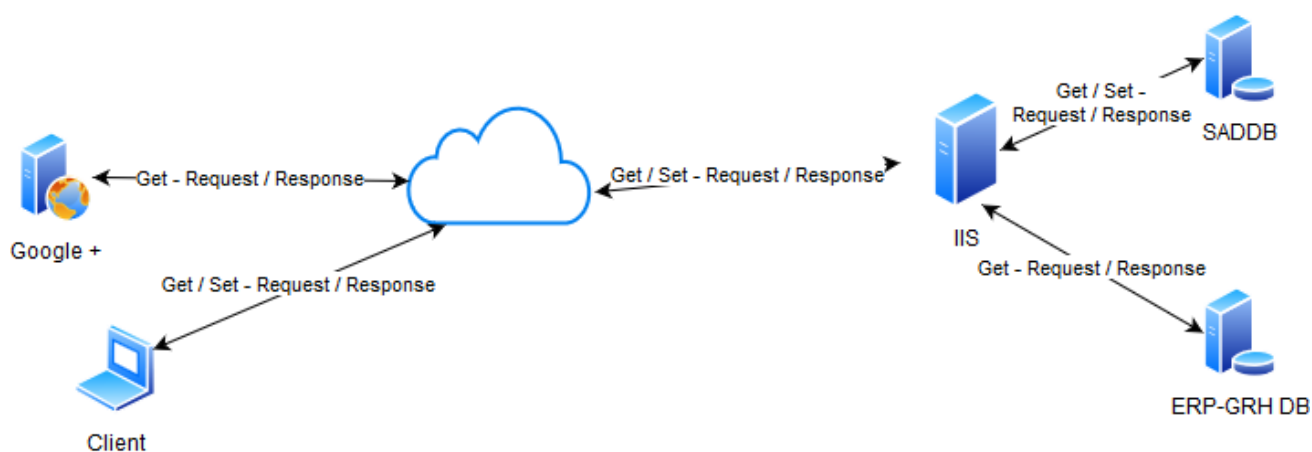 Get / Set -
Request / Response
SADDB
Get - Request / Response
Get / Set - Request / Response
Google +
IIS
Get / Set - Request / Response
Get - Request / Response
ERP-GRH DB
Client